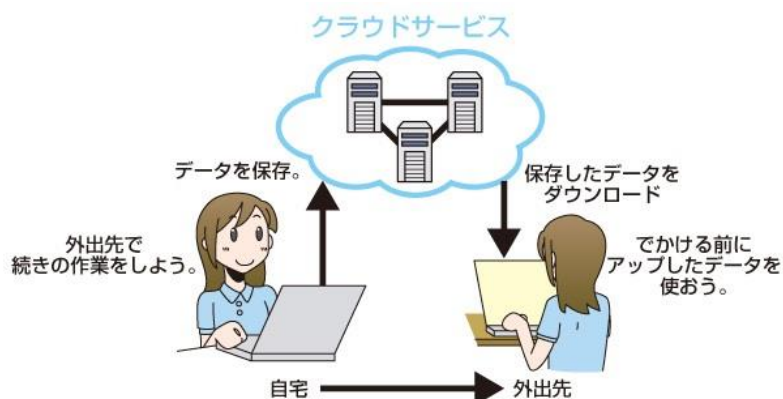 クラウドサービス
データを保存。
保存したデータを
ダウンロード
外出先で
続きの作業をしよう。
でかける前に
アップしたデータを
使おう。
自宅
外出先